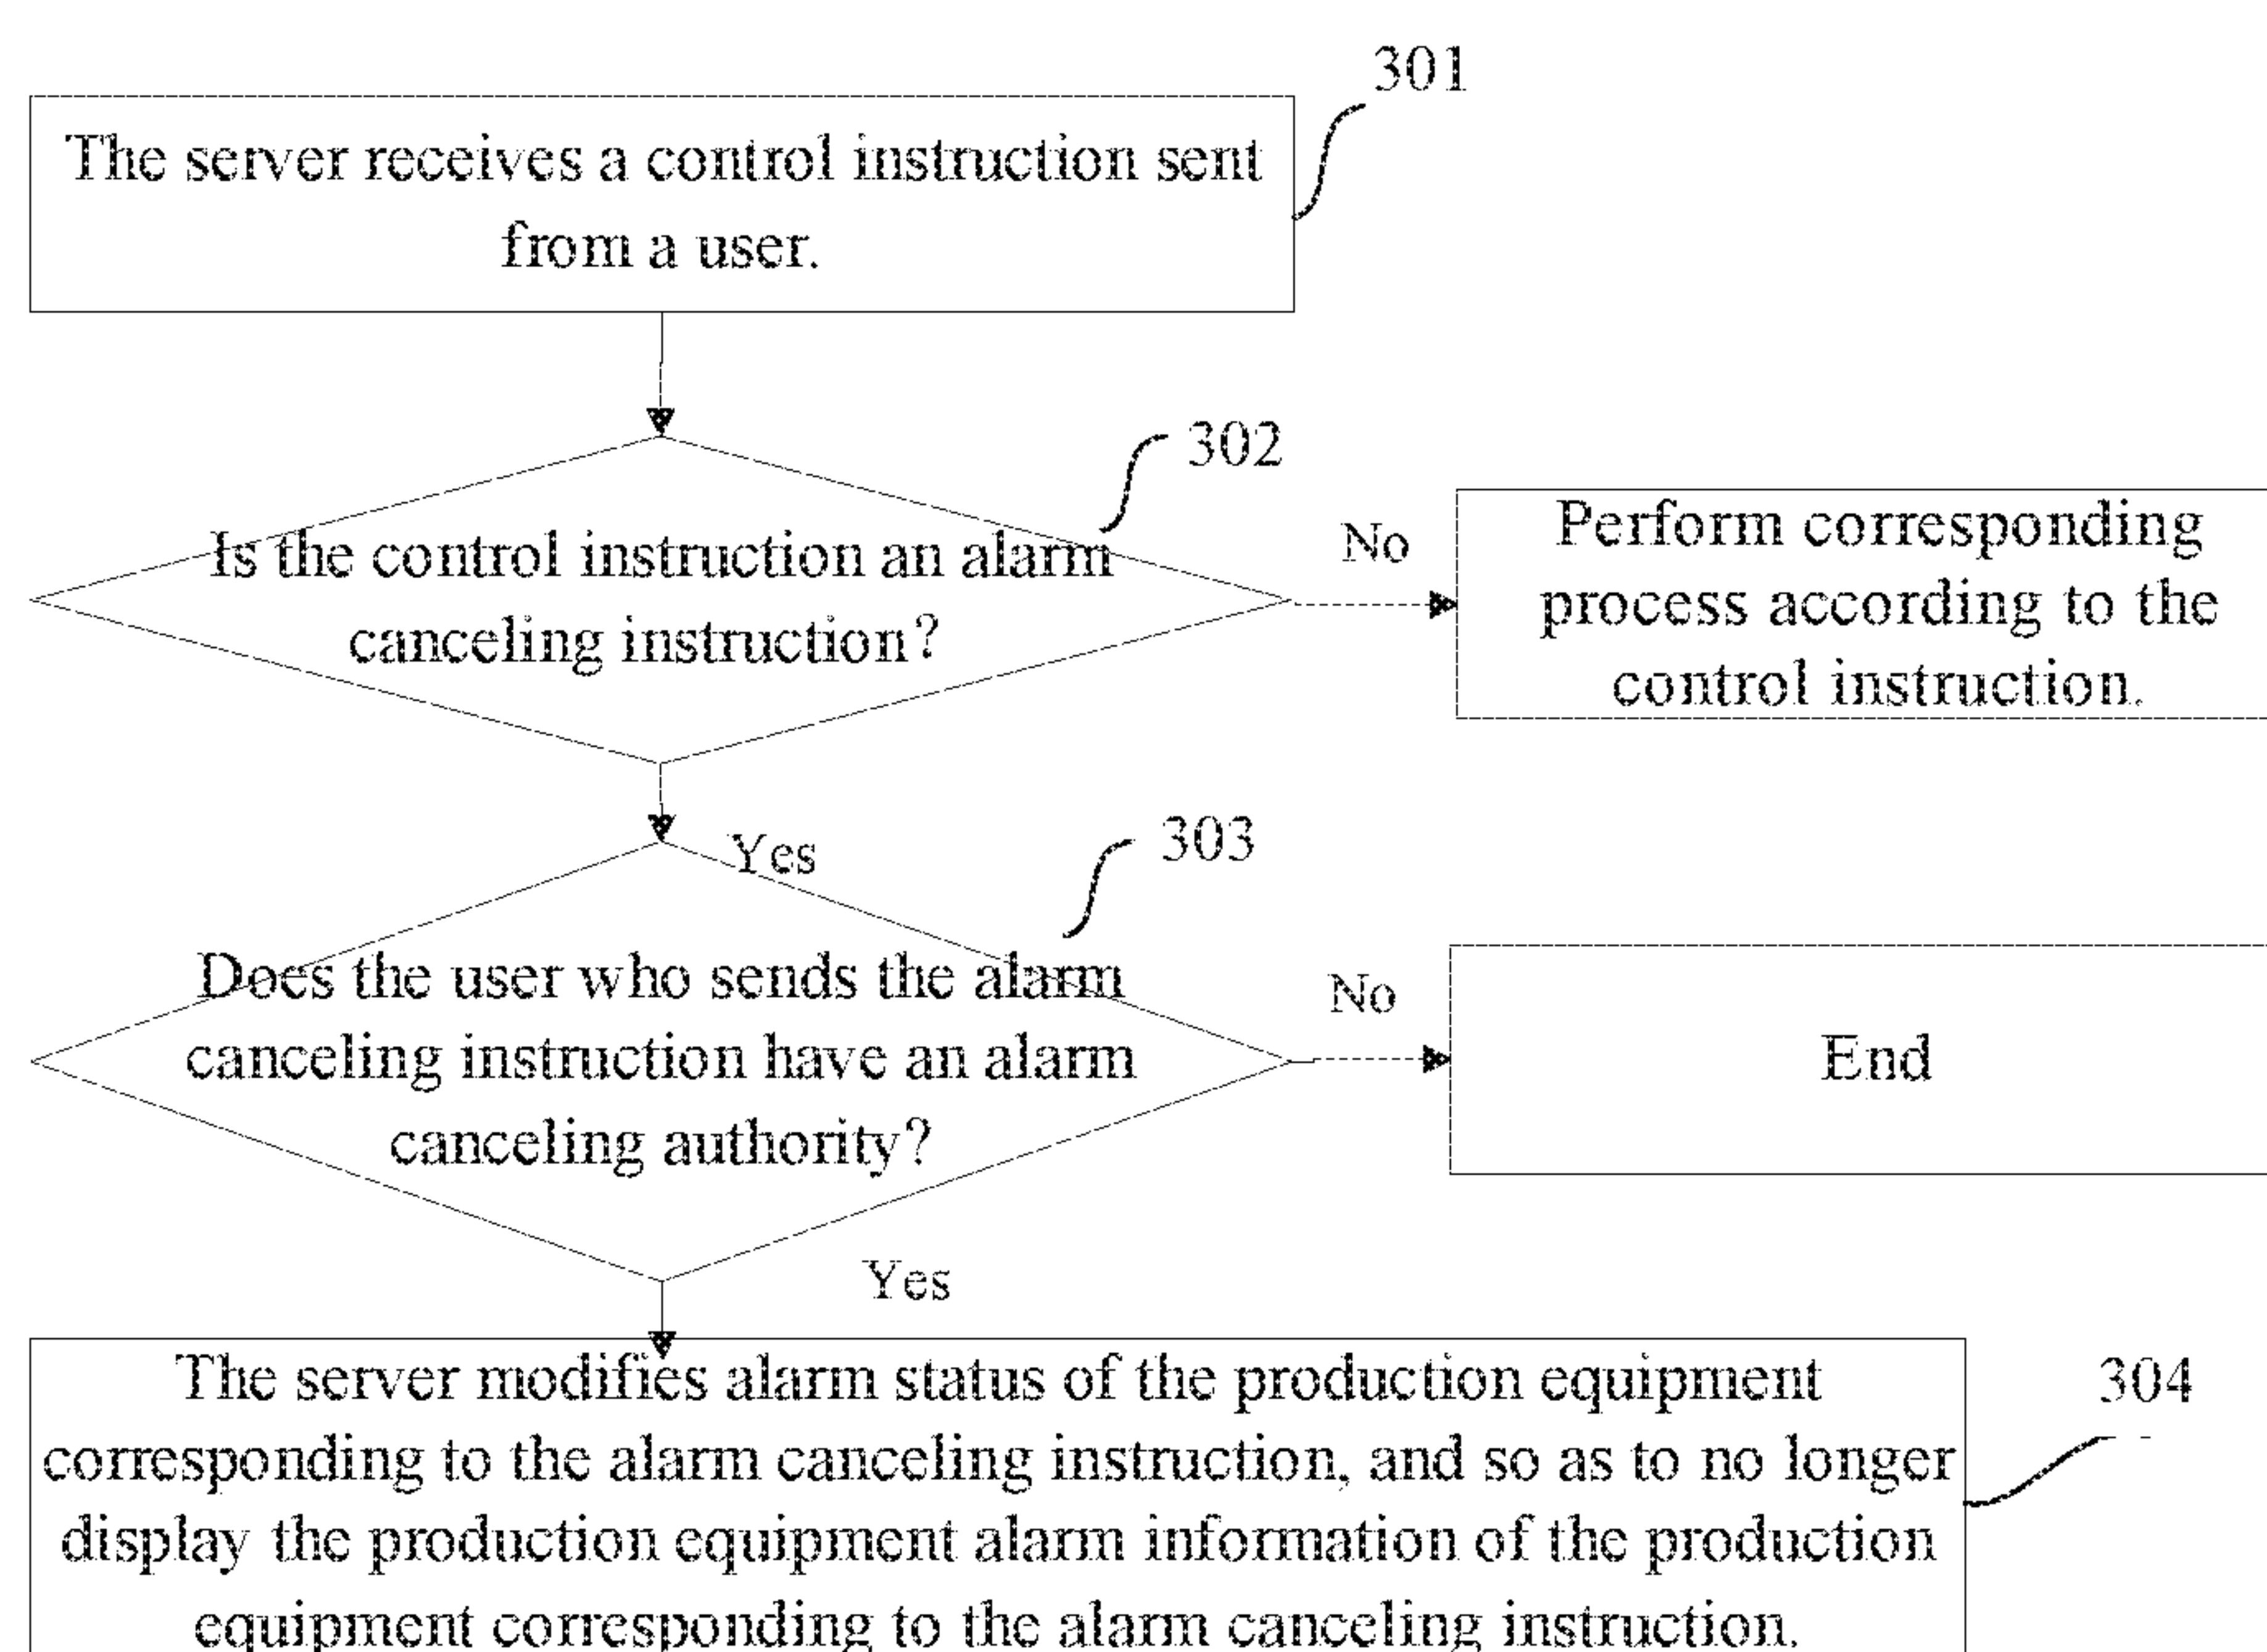 301
The server receives a control instruction sent
from a user.
302
Is the control instruction an alarm
canceling instruction?
No
Perform corresponding
process according to the
control instruction.
Yes
303
Does the user who sends the alarm
canceling instruction have an alarm
canceling authority?
No
End
Yes
The server modifies alarm status of the production equipment
corresponding to the alarm canceling instruction, and so as to no longer
display the production equipment alarm information of the production
equipment corresponding to the alarm canceling instruction.
304